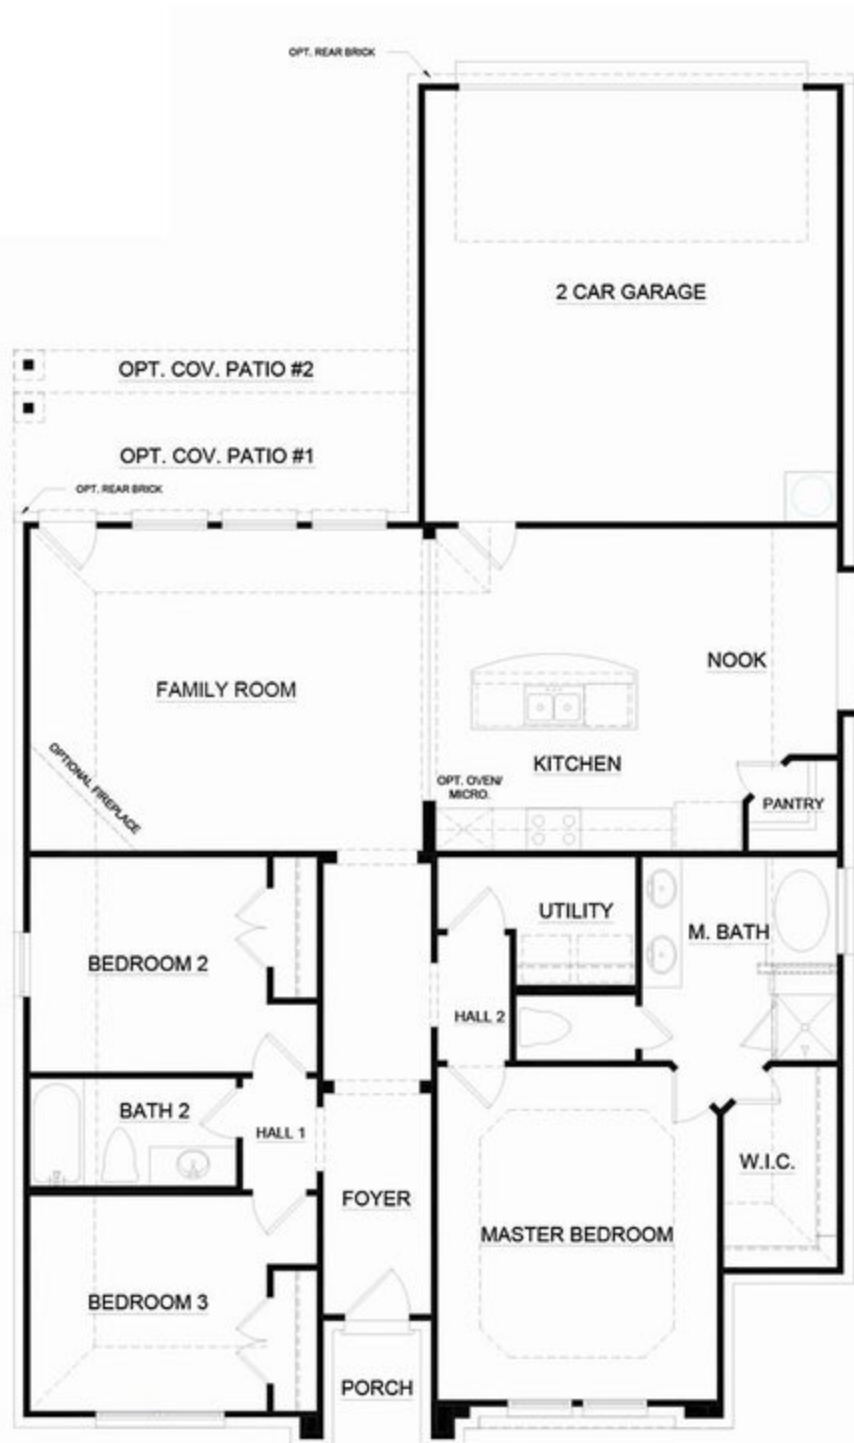 OPT. REAR BRICK
2 CAR GARAGE
OPT. COV. PATIO #2
OPT. COV. PATIO #1
OPT. REAR BRICK
FAMILY ROOM
NOOK
KITCHEN
OPTIONAL FIREPLACE
OPT. OVEN/
MICRO.
PANTRY
UTILITY
M. BATH
BEDROOM 2
HALL 2
BATH 2
HALL 1
W.I.C.
FOYER
MASTER BEDROOM
BEDROOM 3
PORCH